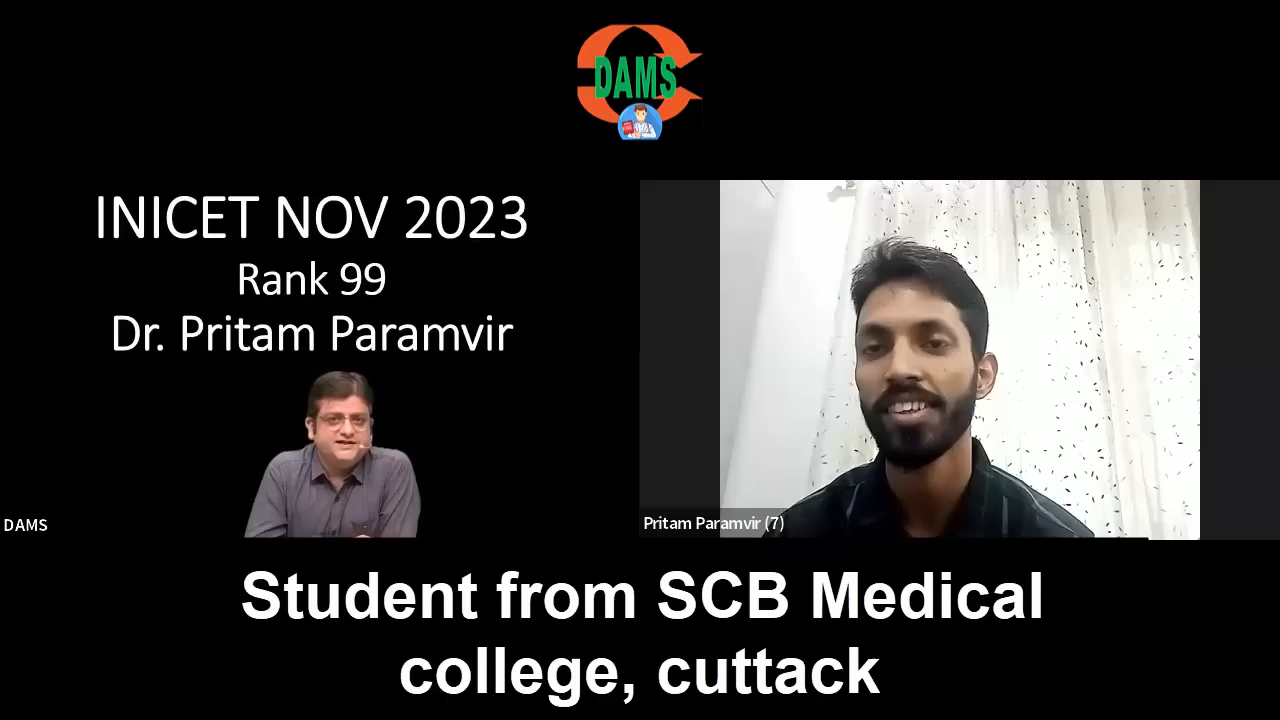 DAMS
INICET NOV 2023
Rank 99
Dr. Pritam Paramvir
DAMS
Pritam Paramvir (7)
Student from SCB Medical
college, cuttack